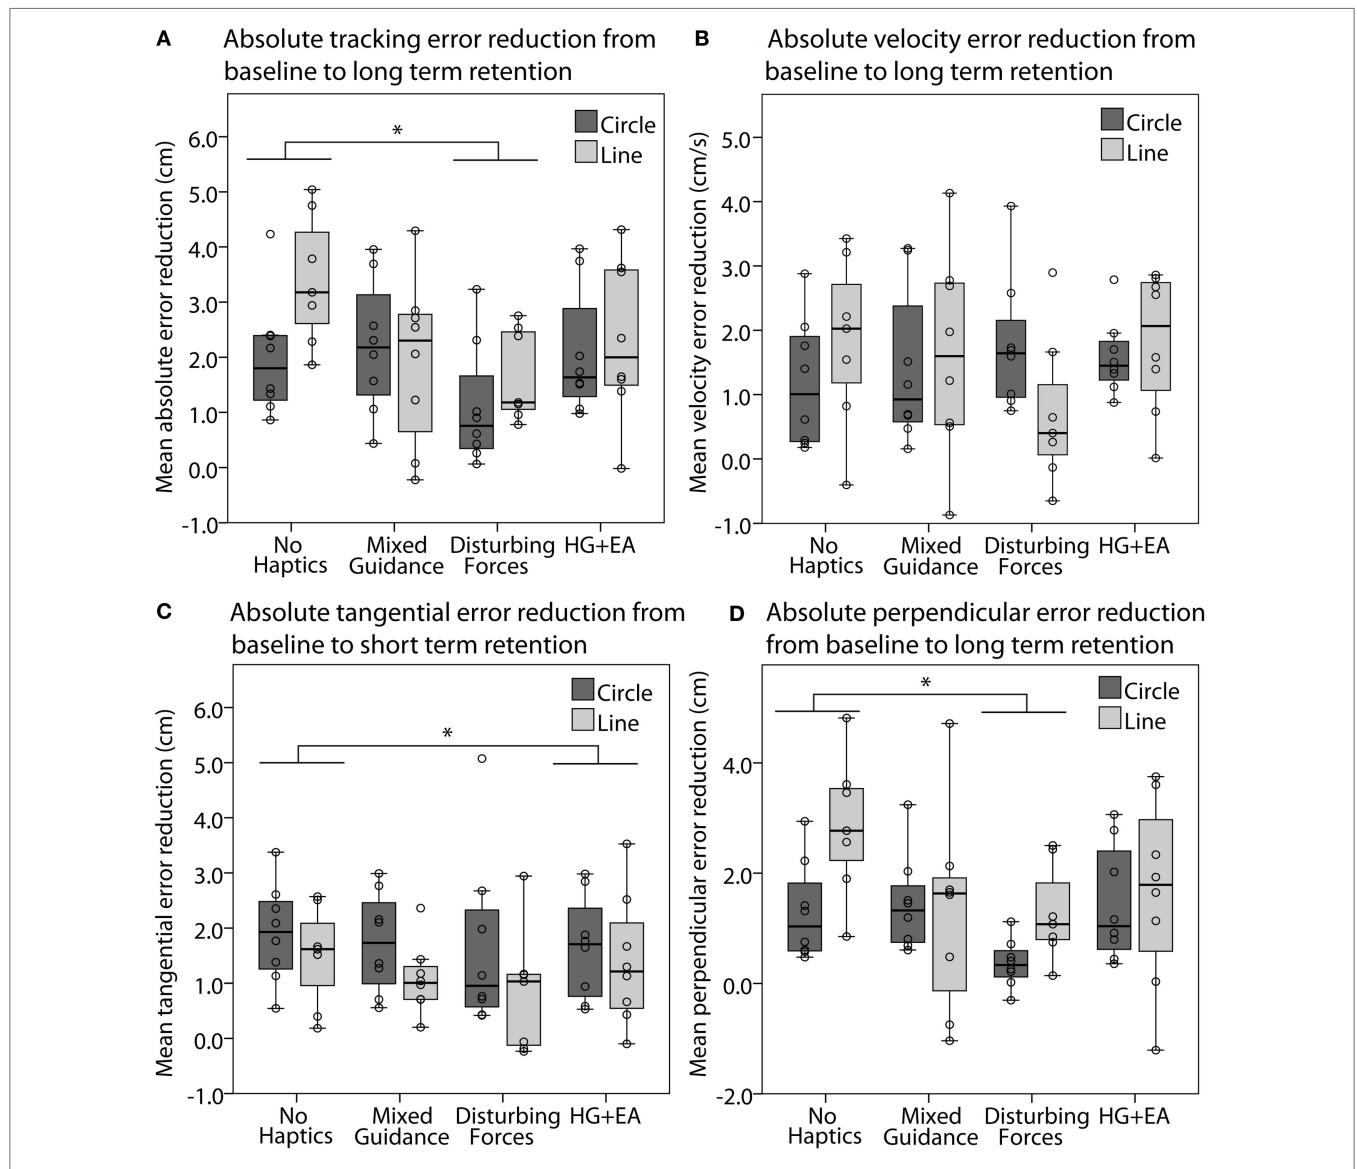 A Absolute tracking error reduction from
baseline to long term retention
Mean absolute error reduction (cm)
6.0
5.0
4.0
3.0
2.0
1.0
0.0
-1.0
*
Circle
Line
No
Haptics
Mixed
Guidance
Disturbing
Forces
HG+EA
B Absolute velocity error reduction from
baseline to long term retention
Mean velocity error reduction (cm/s)
5.0
4.0
3.0
2.0
1.0
0.0
-1.0
Circle
Line
No
Haptics
Mixed
Guidance
Disturbing
Forces
HG+EA
C Absolute tangential error reduction from
baseline to short term retention
Mean tangential error reduction (cm)
6.0
5.0
4.0
3.0
2.0
1.0
0.0
-1.0
*
Circle
Line
No
Haptics
Mixed
Guidance
Disturbing
Forces
HG+EA
D Absolute perpendicular error reduction
from baseline to long term retention
Mean perpendicular error reduction (cm)
4.0
2.0
0.0
-2.0
*
Circle
Line
No
Haptics
Mixed
Guidance
Disturbing
Forces
HG+EA